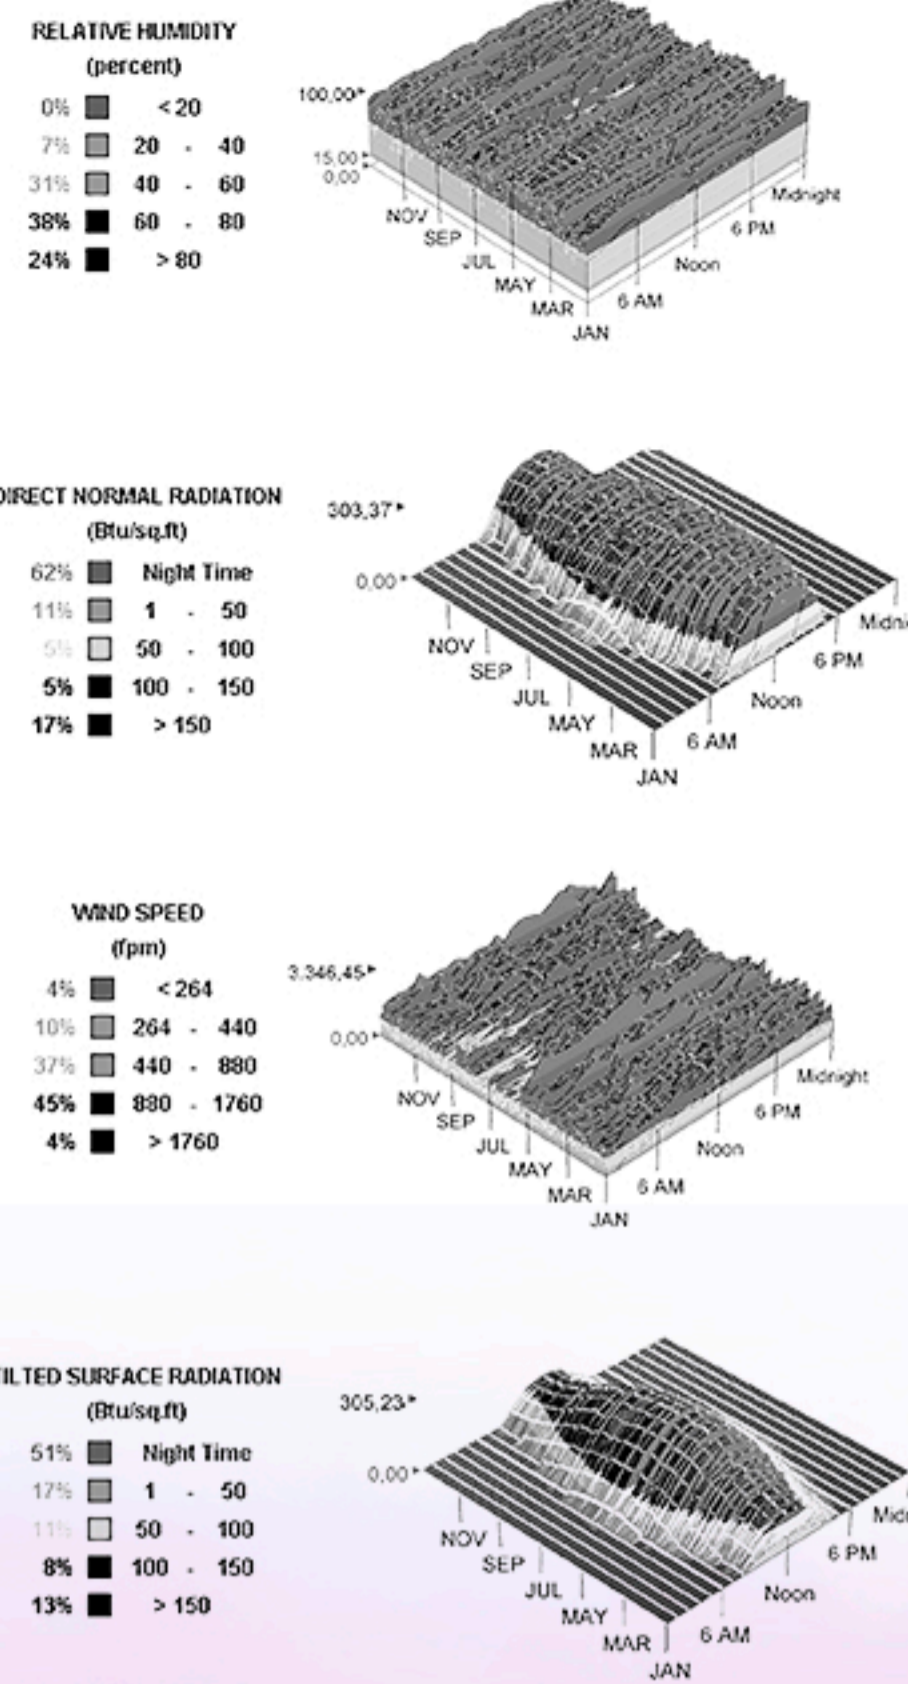 RELATIVE HUMIDITY
(percent)
0% < 20
7% 20 - 40
31% 40 - 60
38% 60 - 80
24% > 80
100,00
15,00
0,00
NOV
SEP
JUL
MAY
MAR
JAN
6 AM
Noon
6 PM
Midnight
DIRECT NORMAL RADIATION
(Btu/sq.ft)
62% Night Time
11% 1 - 50
5% 50 - 100
5% 100 - 150
17% > 150
303,37
0,00
NOV
SEP
JUL
MAY
MAR
JAN
6 AM
Noon
6 PM
Midni
WIND SPEED
(fpm)
4% < 264
10% 264 - 440
37% 440 - 880
45% 880 - 1760
4% > 1760
3.346,45
0,00
NOV
SEP
JUL
MAY
MAR
JAN
6 AM
Noon
6 PM
Midnight
TILTED SURFACE RADIATION
(Btu/sq.ft)
51% Night Time
17% 1 - 50
11% 50 - 100
8% 100 - 150
13% > 150
305,23
0,00
NOV
SEP
JUL
MAY
MAR
JAN
6 AM
Noon
6 PM
Midn